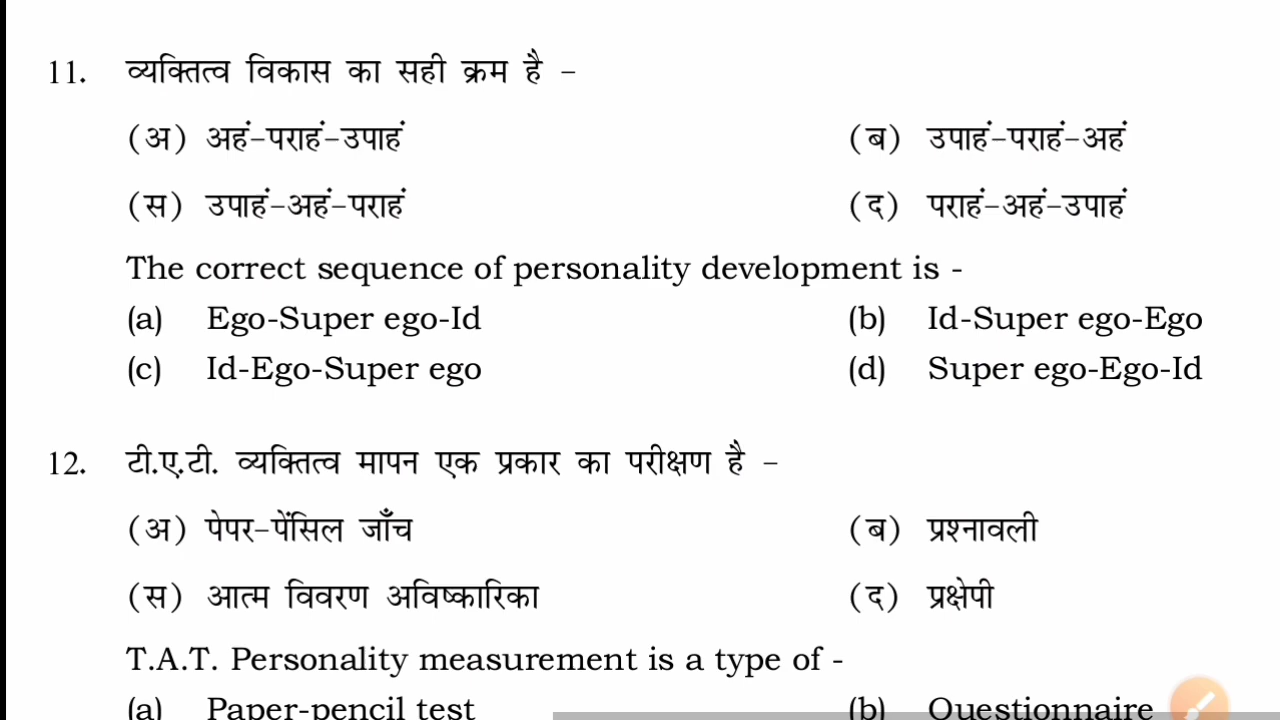 11. व्यक्तित्व विकास का सही क्रम है –
(अ) अहं–पराहं–उपाहं (ब) उपाहं–पराहं–अहं
(स) उपाहं–अहं–पराहं (द) पराहं–अहं–उपाहं
The correct sequence of personality development is -
(a) Ego-Super ego-Id (b) Id-Super ego-Ego
(c) Id-Ego-Super ego (d) Super ego-Ego-Id
12. टी.ए.टी. व्यक्तित्व मापन एक प्रकार का परीक्षण है –
(अ) पेपर–पेंसिल जाँच (ब) प्रश्नावली
(स) आत्म विवरण अविष्कारिका (द) प्रक्षेपी
T.A.T. Personality measurement is a type of -
(a) Paper-pencil test (b) Questionnaire